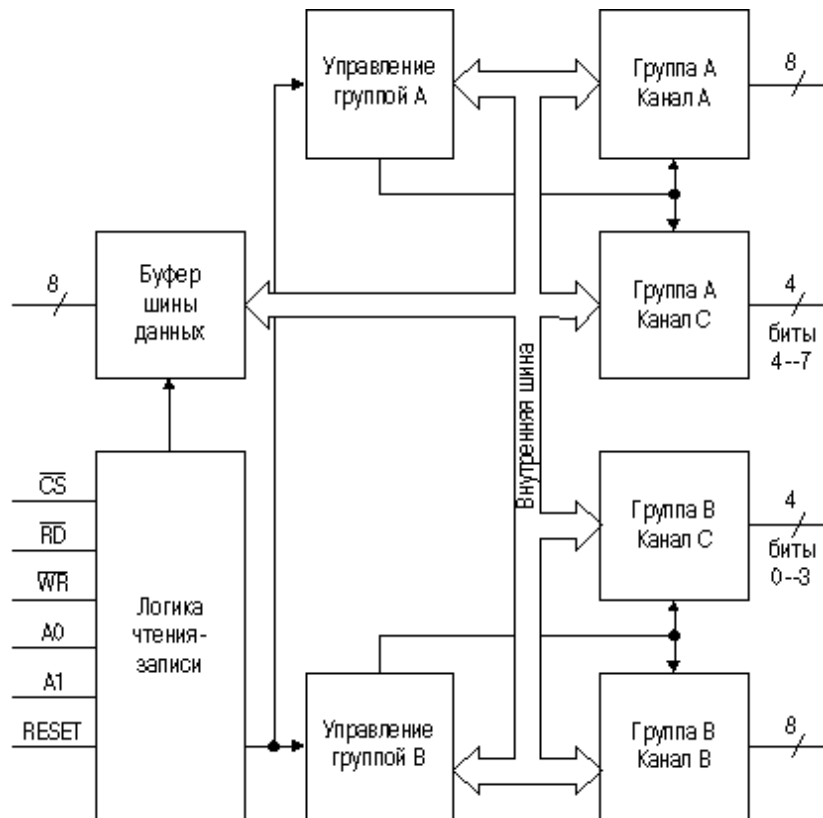 Управление
группой А
Группа А
Канал А
8
8
Буфер
шины
данных
Группа А
Канал С
4
биты
4--7
Внутренняя шина
CS
RD
WR
A0
A1
RESET
Логика
чтения-
записи
Группа В
Канал С
4
биты
0--3
Управление
группой В
Группа В
Канал В
8